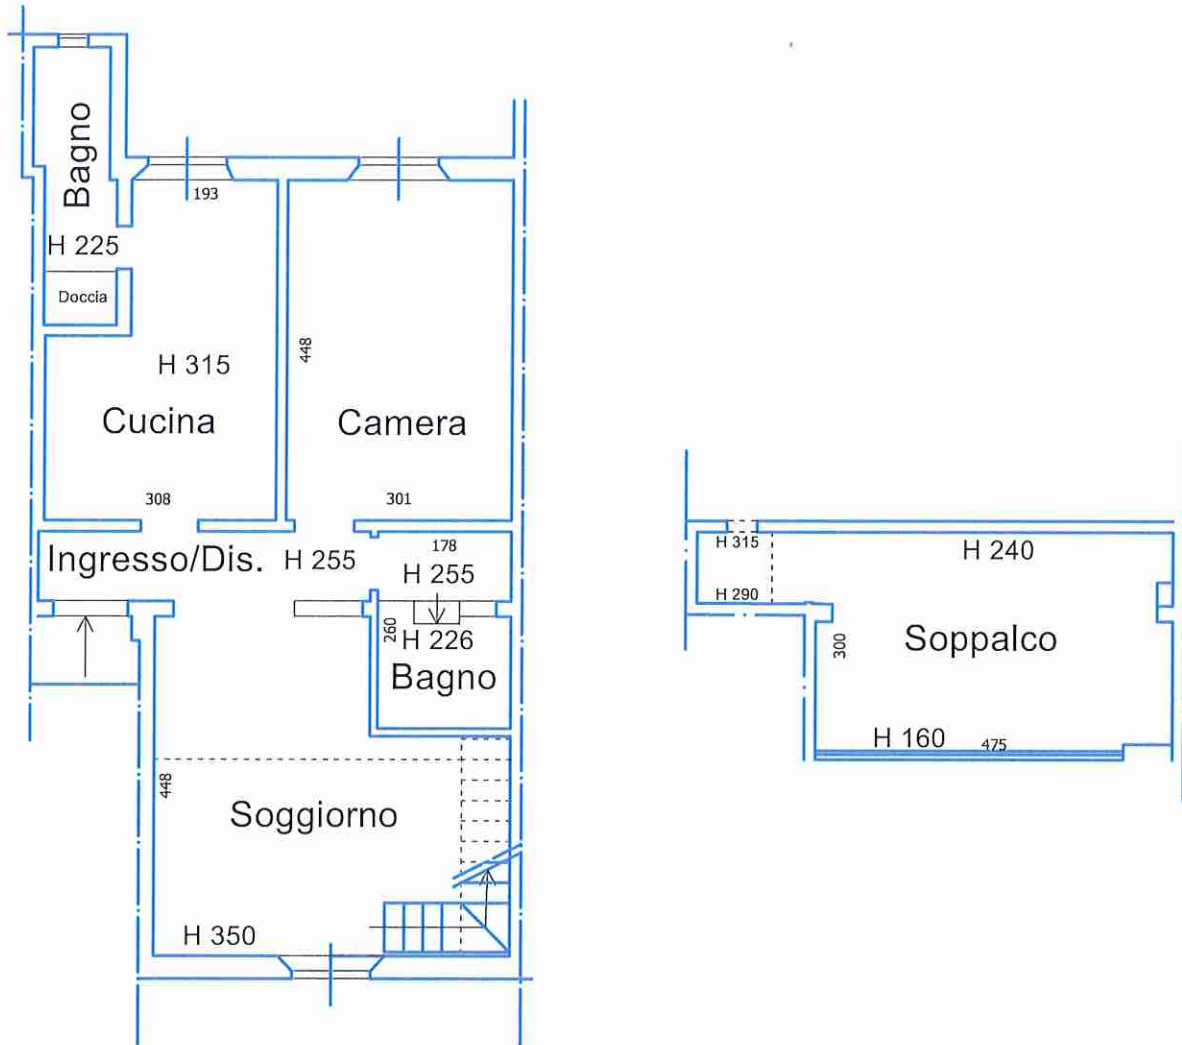 Bagno
193
H 225
Doccia
448
H 315
Cucina
Camera
308
301
Ingresso/Dis.
H 255
178
H 255
260
H 226
Bagno
448
Soggiorno
H 350
H 315
H 240
H 290
300
Soppalco
H 160
475